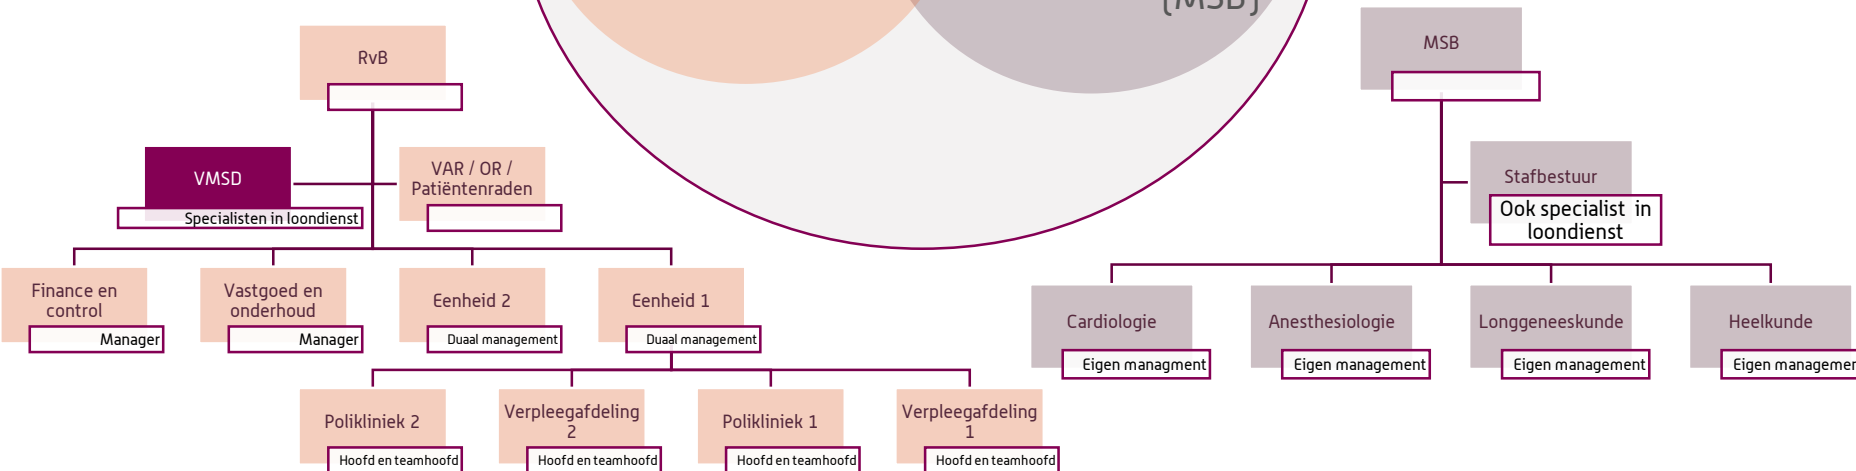 (MSB)
RvB
VMSD
Specialisten in loondienst
VAR / OR /
Patiëntenraden
Finance en
control
Manager
Vastgoed en
onderhoud
Manager
Eenheid 2
Duaal management
Eenheid 1
Duaal management
Polikliniek 2
Hoofd en teamhoofd
Verpleegafdeling
2
Hoofd en teamhoofd
Polikliniek 1
Hoofd en teamhoofd
Verpleegafdeling
1
Hoofd en teamhoofd
MSB
Stafbestuur
Ook specialist in
loondienst
Cardiologie
Eigen managment
Anesthesiologie
Eigen management
Longgeneeskunde
Eigen management
Heelkunde
Eigen managemen